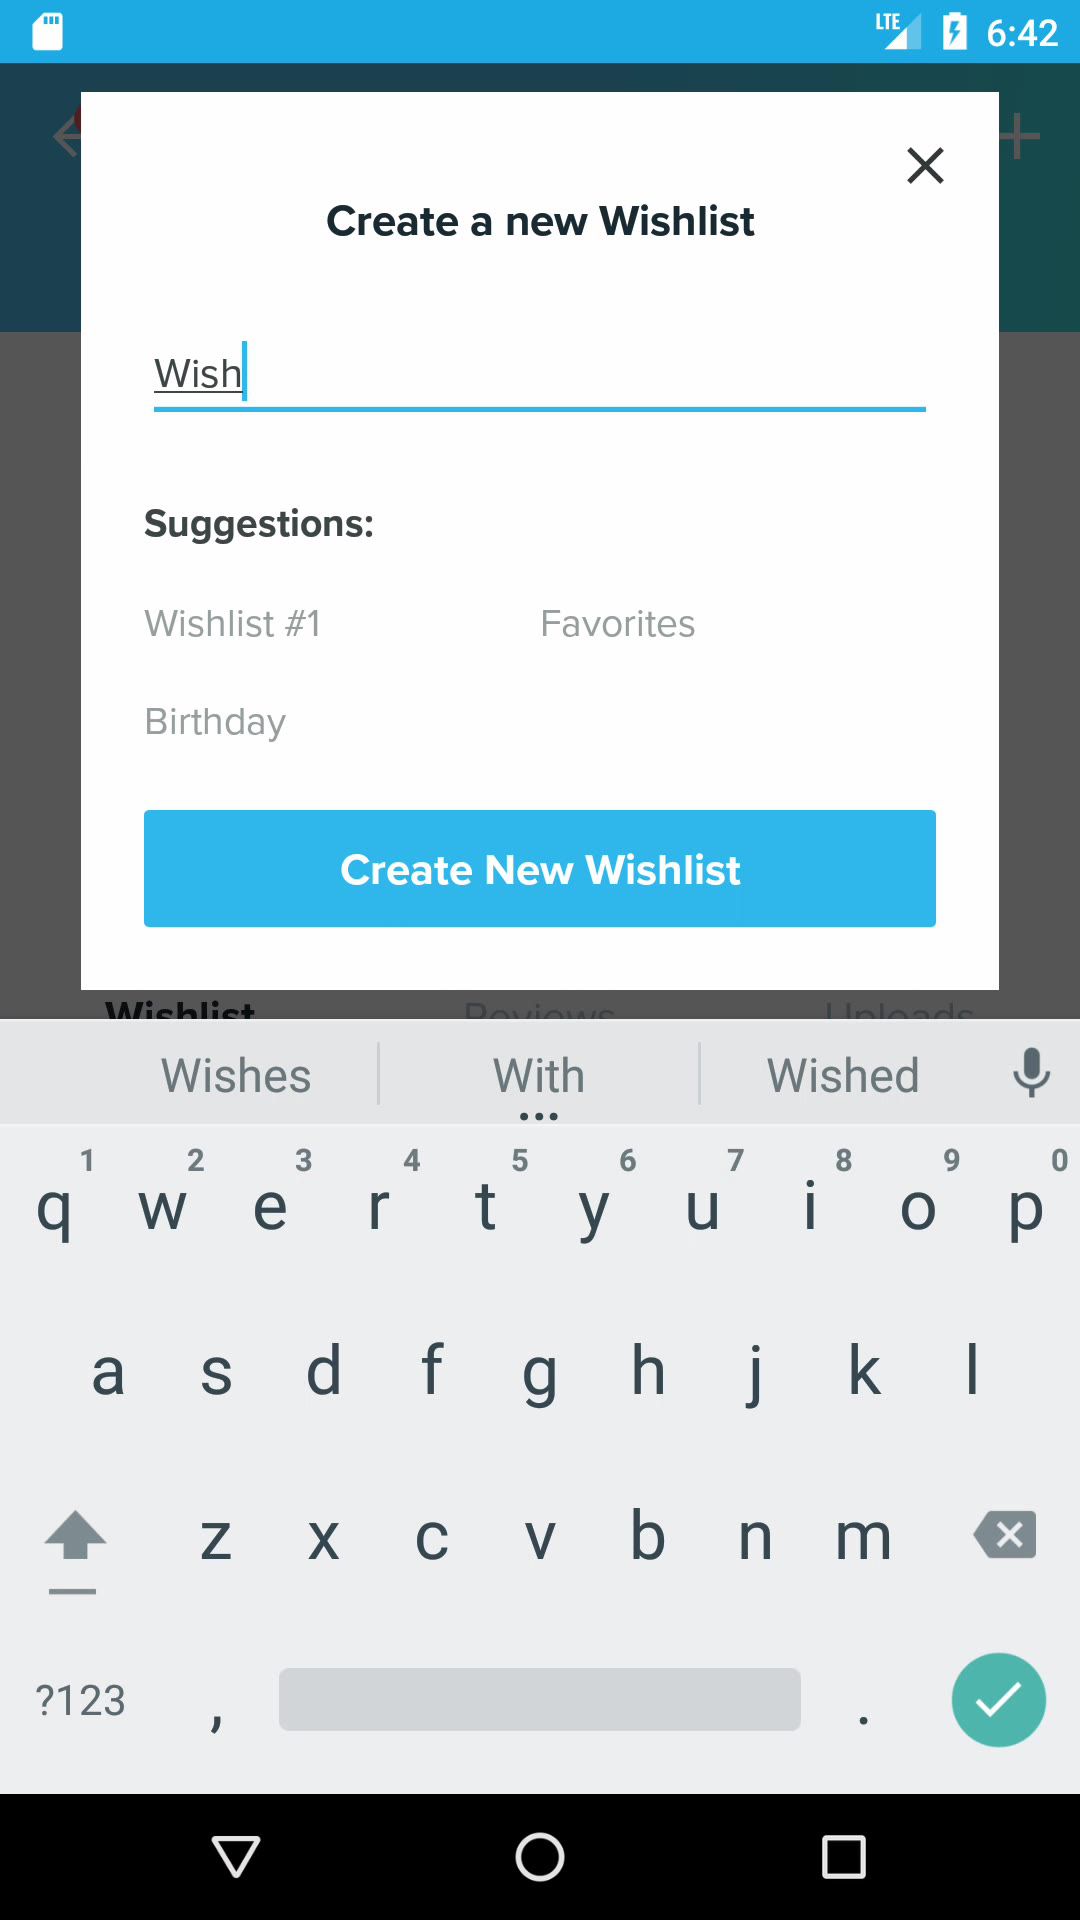 LTE 6:42
Create a new Wishlist
Wish
Suggestions:
Wishlist #1 Favorites
Birthday
Create New Wishlist
Wishlist Reviews Uploads
Wishes With Wished
1 2 3 4 5 6 7 8 9 0
q w e r t y u i o p
a s d f g h j k l
z x c v b n m
?123 , .